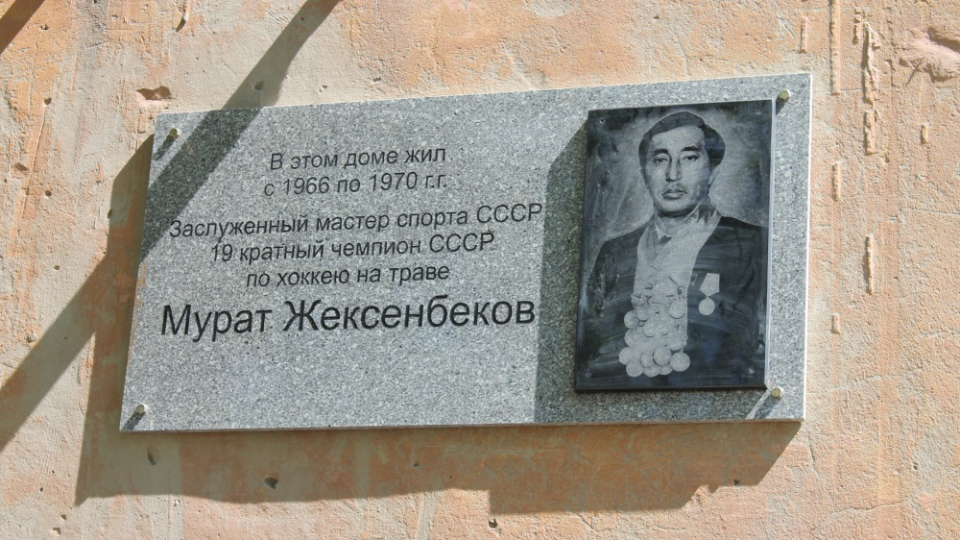 В этом доме жил
с 1966 по 1970 г.г.
Заслуженный мастер спорта СССР
19 кратный чемпион СССР
по хоккею на траве
Мурат Жексенбеков